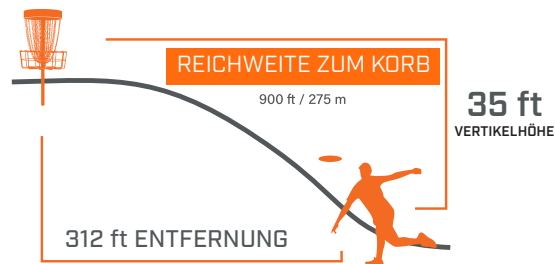 REICHWEITE ZUM KORB
900 ft / 275 m
35 ft
VERTIKELHÖHE
312 ft ENTFERNUNG